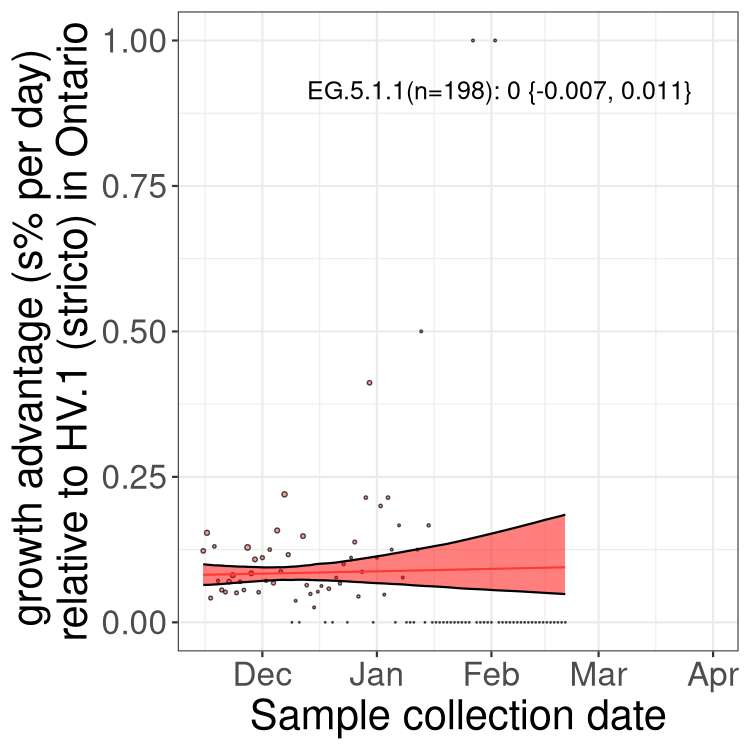 growth advantage (s% per day)
relative to HV.1 (stricto) in Ontario
1.00
0.75
0.50
0.25
0.00
EG.5.1.1(n=198): 0 {-0.007, 0.011}
Dec
Jan
Feb
Mar
Apr
Sample collection date